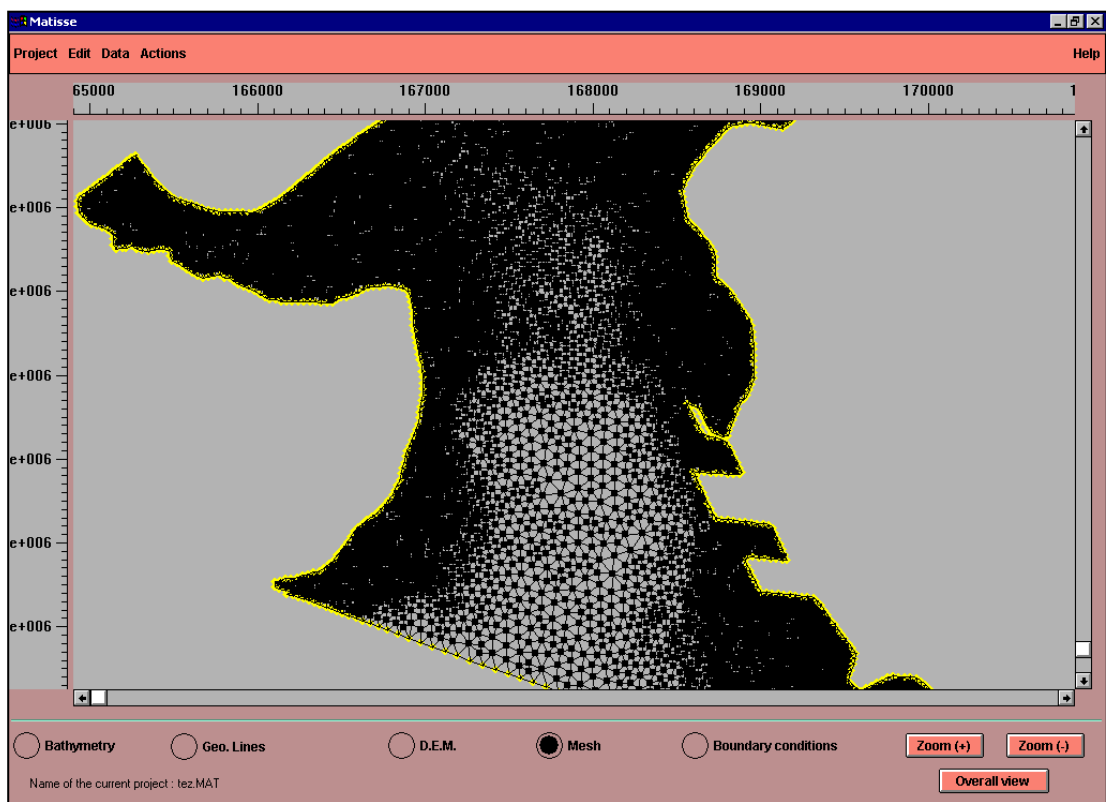 Matisse
Project Edit Data Actions Help
65000 166000 167000 168000 169000 170000 1
e+006
e+006
e+006
e+006
e+006
e+006
e+006
Bathymetry Geo. Lines D.E.M. Mesh Boundary conditions Zoom (+) Zoom (-)
Name of the current project : tez.MAT Overall view